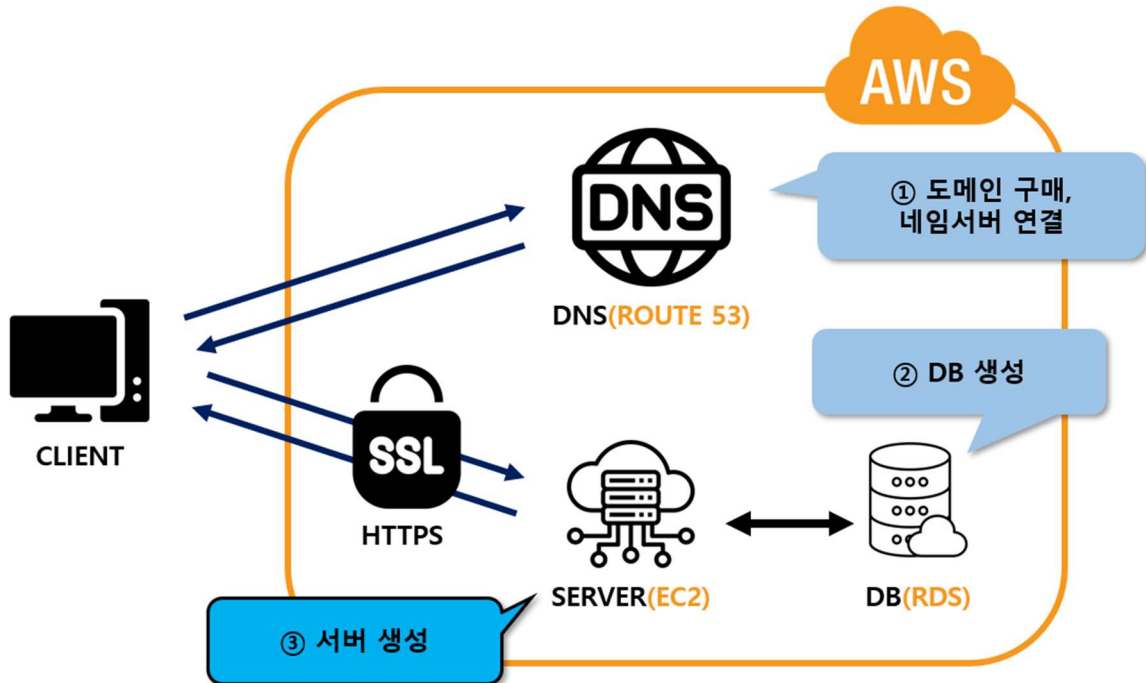 AWS
DNS
① 도메인 구매,
네임서버 연결
DNS(ROUTE 53)
② DB 생성
CLIENT
SSL
HTTPS
SERVER(EC2)
DB(RDS)
③ 서버 생성